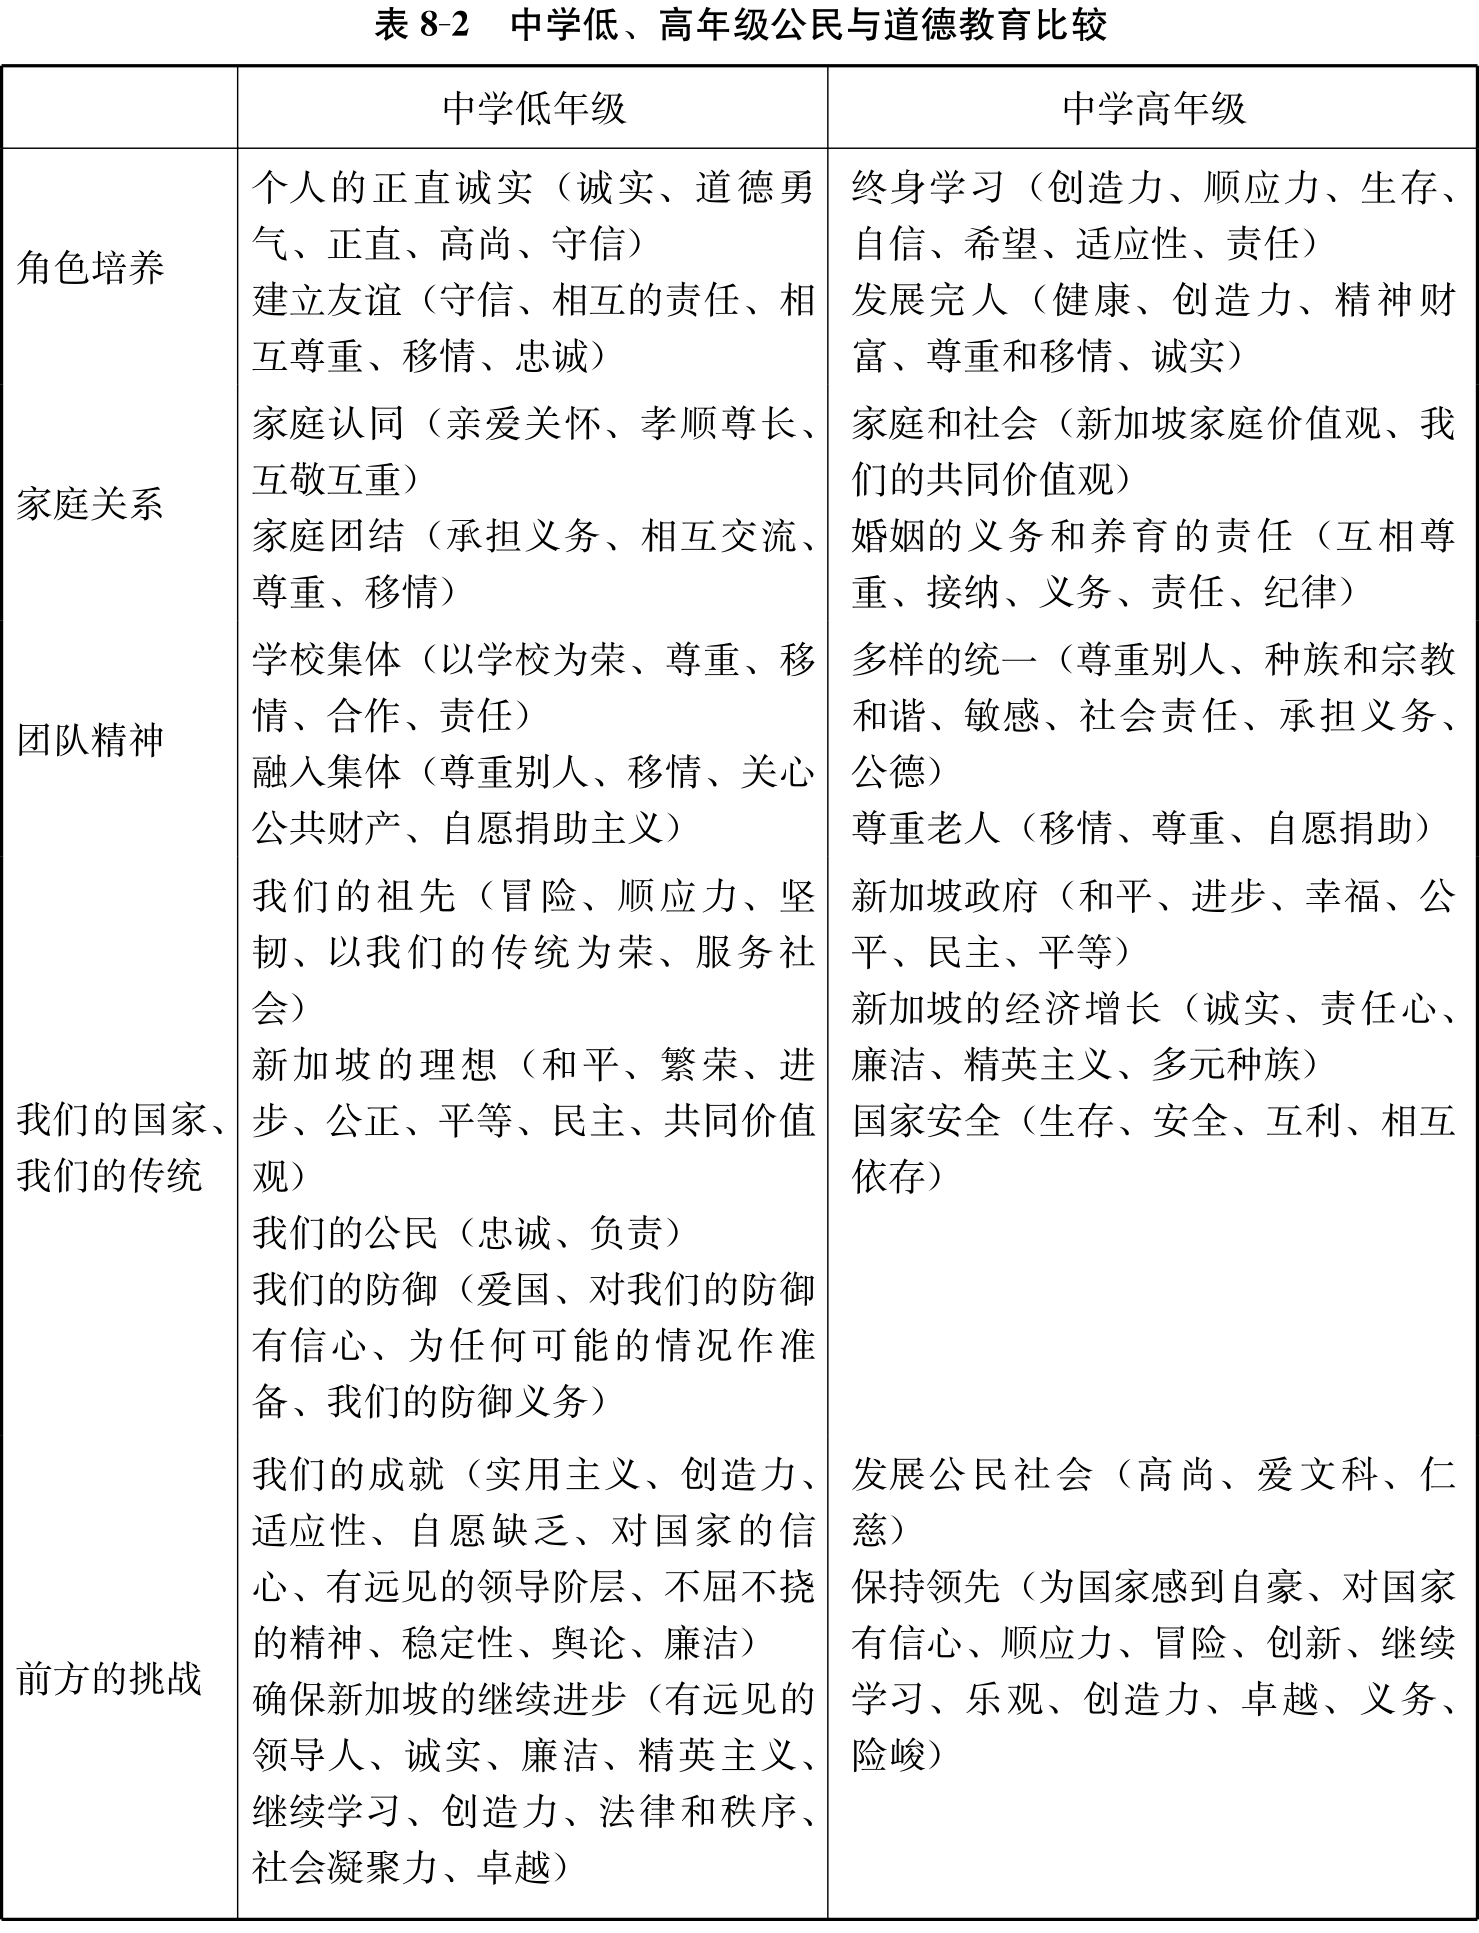 表 8-2 中学低、高年级公民与道德教育比较
中学低年级
中学高年级
角色培养
个人的正直诚实（诚实、道德勇
气、正直、高尚、守信）
建立友谊（守信、相互的责任、相
互尊重、移情、忠诚）
终身学习（创造力、顺应力、生存、
自信、希望、适应性、责任）
发展完人（健康、创造力、精神财
富、尊重和移情、诚实）
家庭关系
家庭认同（亲爱关怀、孝顺尊长、
互敬互重）
家庭团结（承担义务、相互交流、
尊重、移情）
家庭和社会（新加坡家庭价值观、我
们的共同价值观）
婚姻的义务和养育的责任（互相尊
重、接纳、义务、责任、纪律）
团队精神
学校集体（以学校为荣、尊重、移
情、合作、责任）
融入集体（尊重别人、移情、关心
公共财产、自愿捐助主义）
多样的统一（尊重别人、种族和宗教
和谐、敏感、社会责任、承担义务、
公德）
尊重老人（移情、尊重、自愿捐助）
我们的国家、
我们的传统
我们的祖先（冒险、顺应力、坚
韧、以我们的传统为荣、服务社
会）
新加坡的理想（和平、繁荣、进
步、公正、平等、民主、共同价值
观）
我们的公民（忠诚、负责）
我们的防御（爱国、对我们的防御
有信心、为任何可能的情况作准
备、我们的防御义务）
新加坡政府（和平、进步、幸福、公
平、民主、平等）
新加坡的经济增长（诚实、责任心、
廉洁、精英主义、多元种族）
国家安全（生存、安全、互利、相互
依存）
前方的挑战
我们的成就（实用主义、创造力、
适应性、自愿缺乏、对国家的信
心、有远见的领导阶层、不屈不挠
的精神、稳定性、舆论、廉洁）
确保新加坡的继续进步（有远见的
领导人、诚实、廉洁、精英主义、
继续学习、创造力、法律和秩序、
社会凝聚力、卓越）
发展公民社会（高尚、爱文科、仁
慈）
保持领先（为国家感到自豪、对国家
有信心、顺应力、冒险、创新、继续
学习、乐观、创造力、卓越、义务、
险峻）